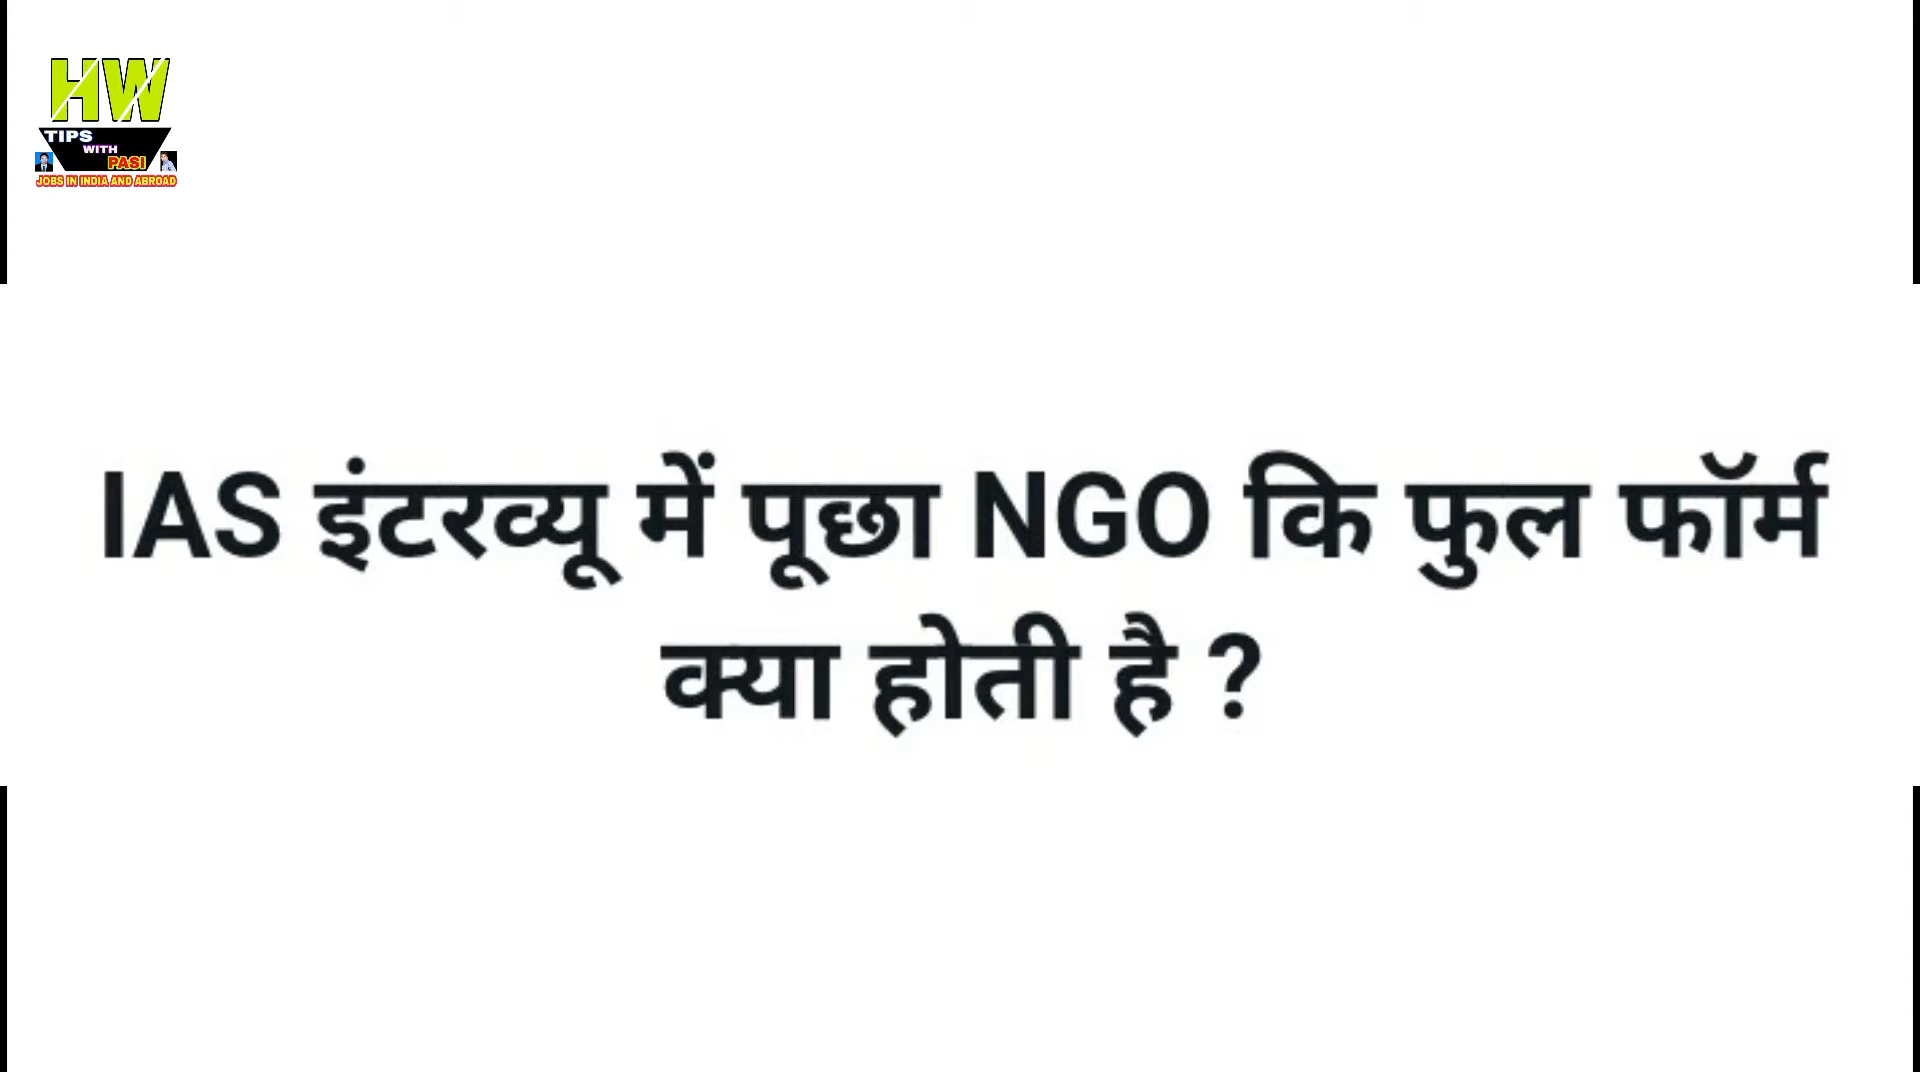 HW
TIPS
WITH
PASI
JOBS IN INDIA AND ABROAD
IAS इंटरव्यू में पूछा NGO कि फुल फॉर्म
क्या होती है ?